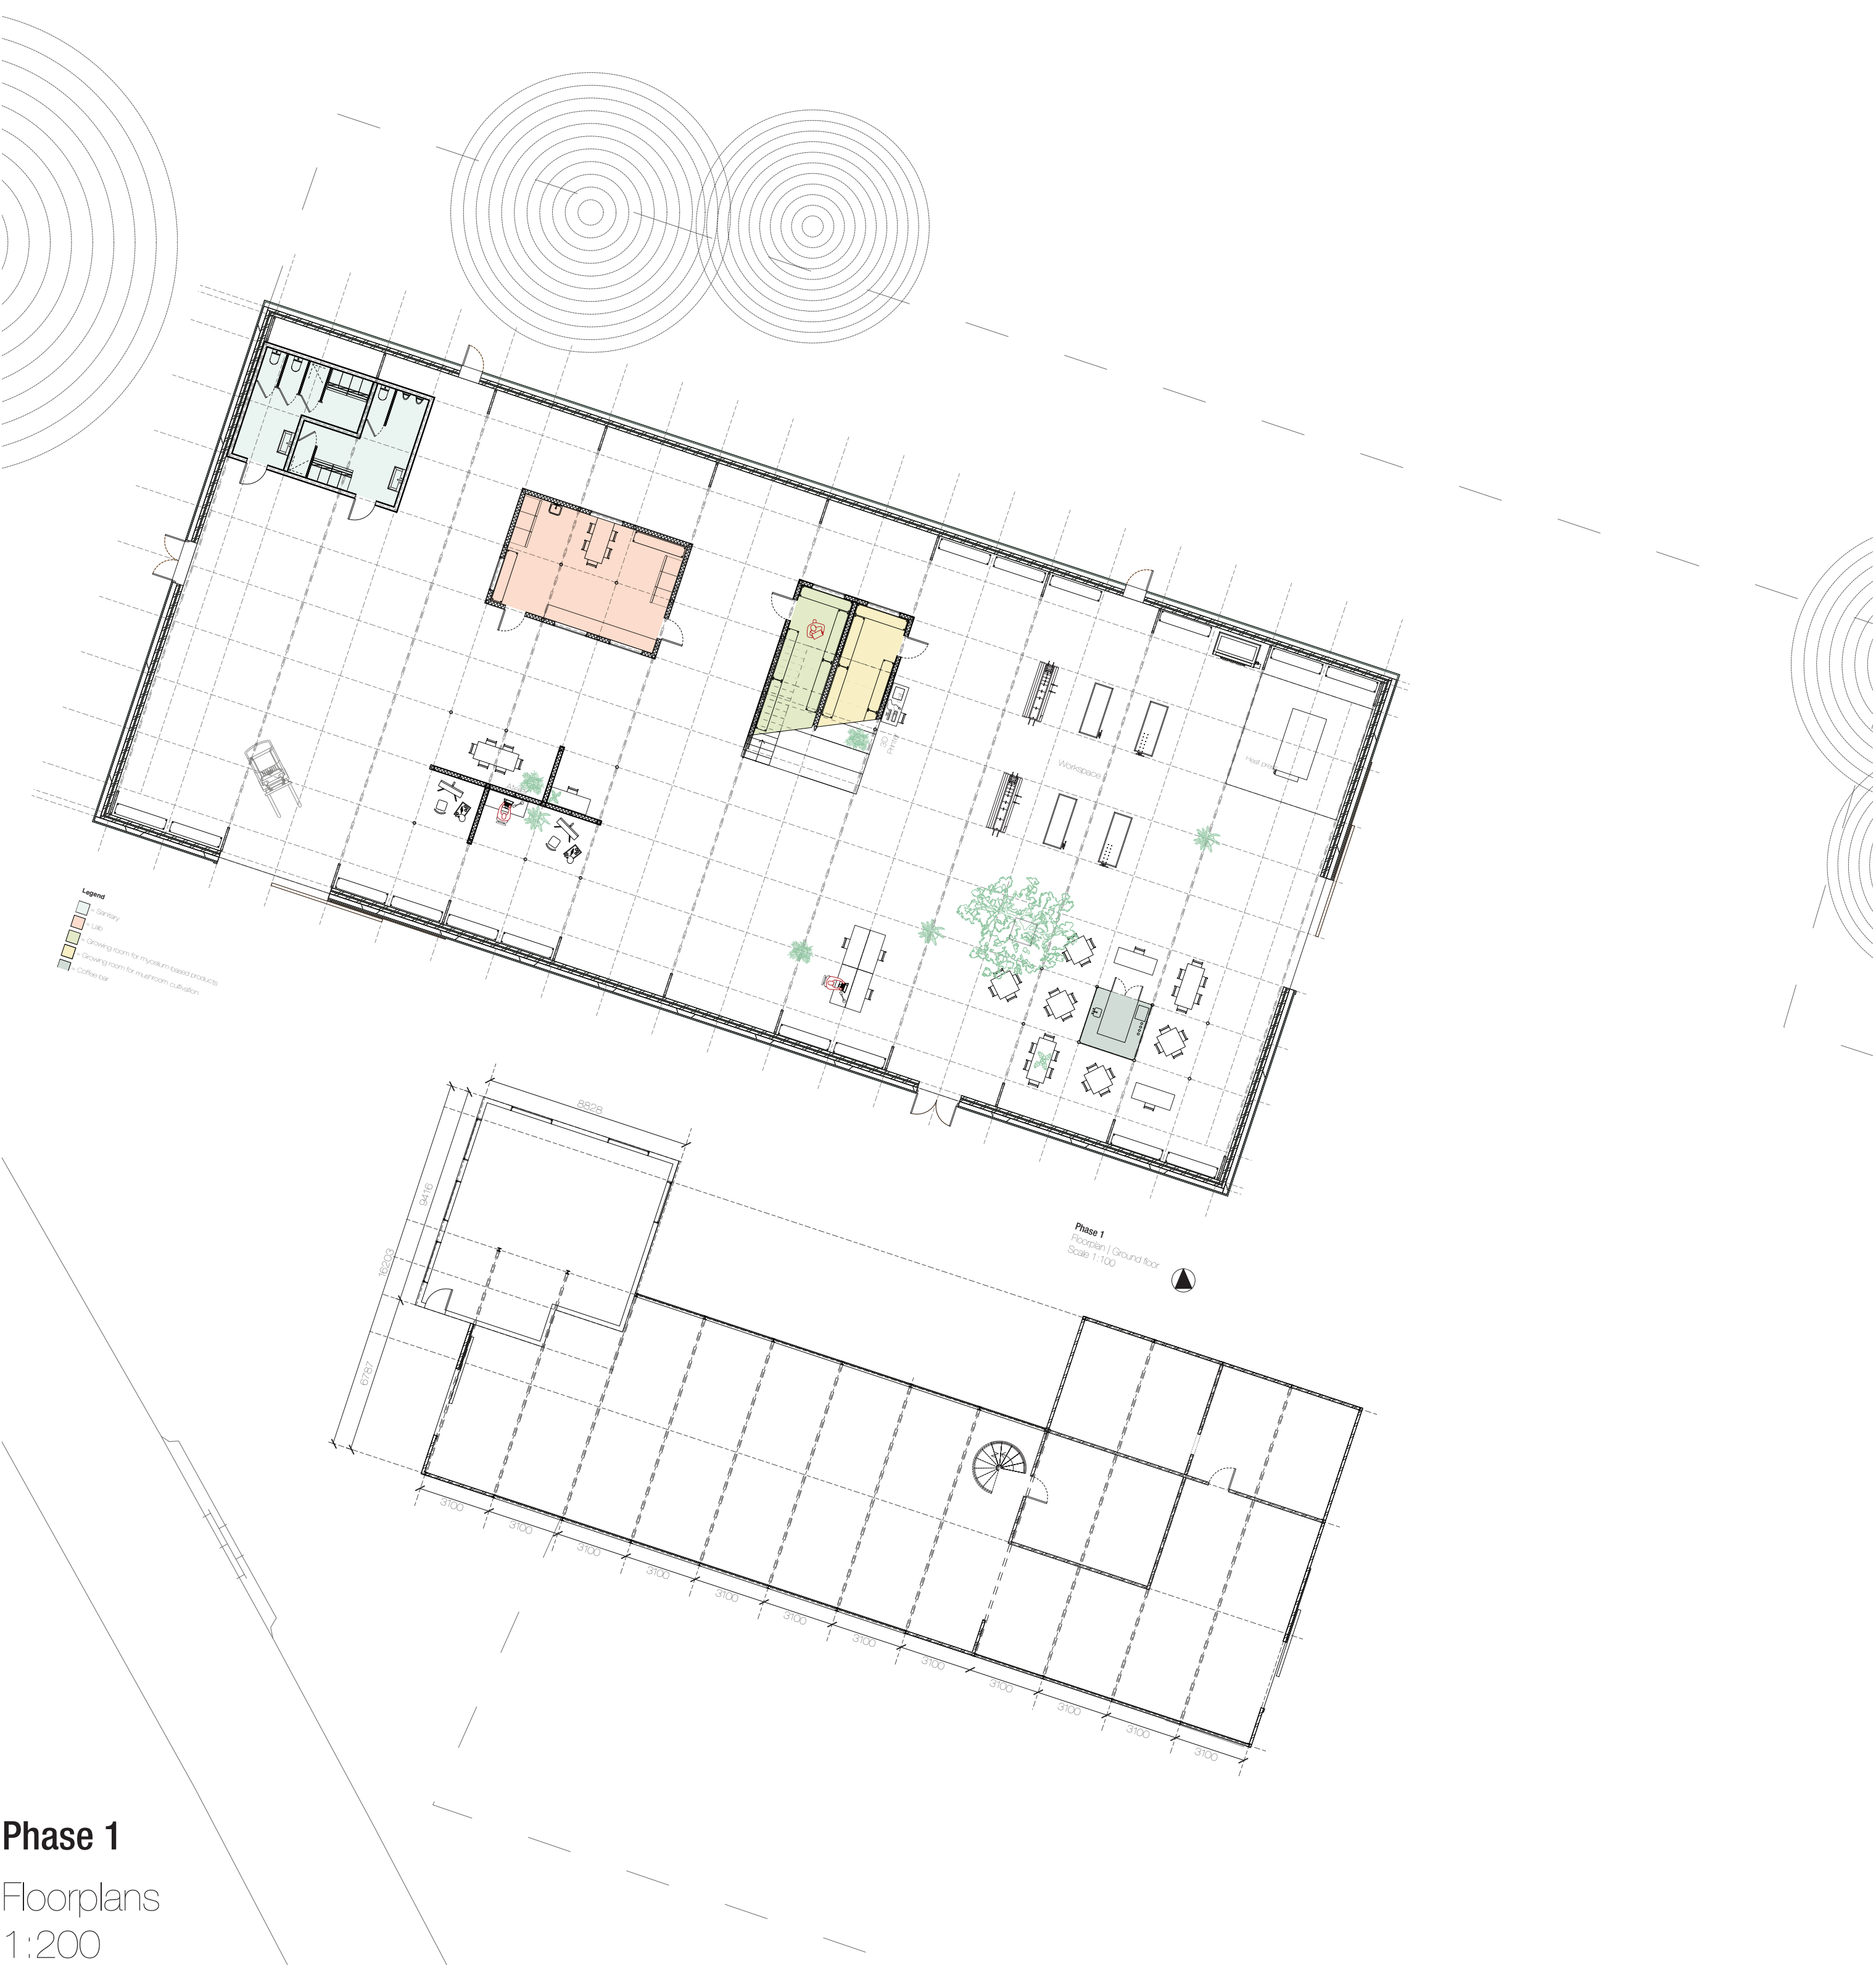 Workspace
Heat press
Legend
= Sanitary
= Lab
= Growing room for mycelium based products
= Growing room for mushroom cultivation
= Coffee bar
8828
9416
16203
6787
Phase 1
Floorplan | Ground floor
Scale 1:100
3100
3100
3100
3100
3100
3100
3100
3100
3100
3100
3100
3100
Phase 1
Floorplans
1:200